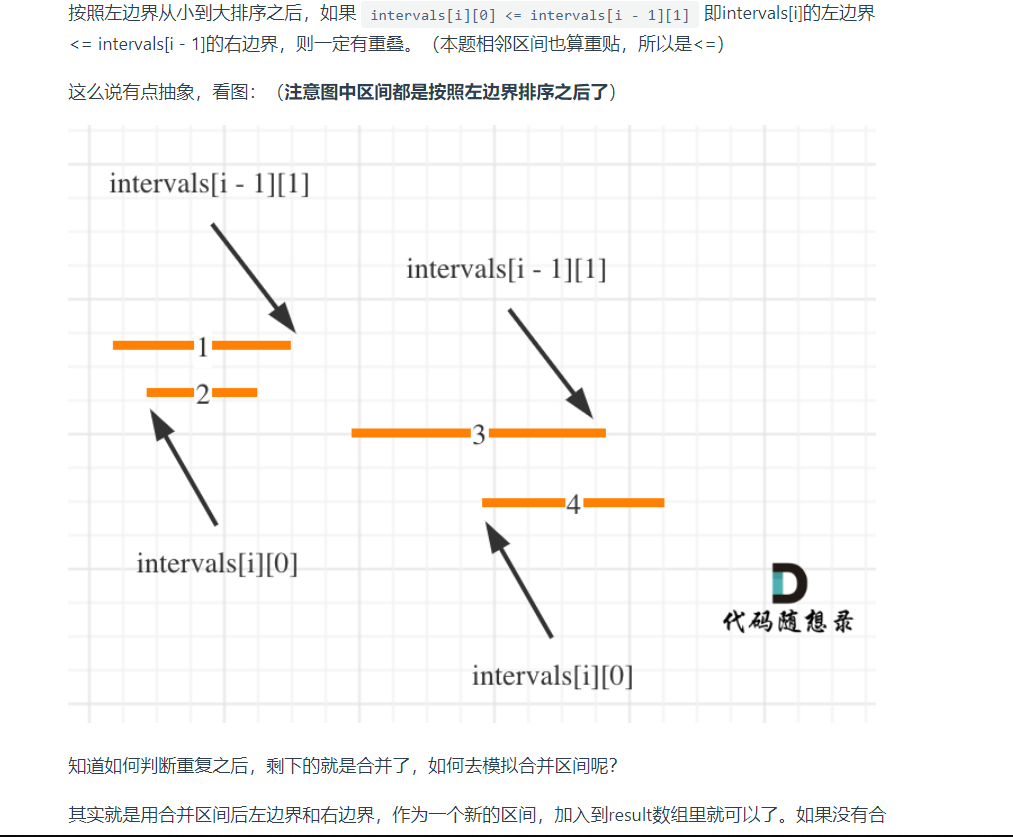 按照左边界从小到大排序之后，如果 intervals[i][0] <= intervals[i - 1][1] 即intervals[i]的左边界
<= intervals[i - 1]的右边界，则一定有重叠。（本题相邻区间也算重贴，所以是<=）
这么说有点抽象，看图：（注意图中区间都是按照左边界排序之后了）
intervals[i - 1][1]
intervals[i - 1][1]
1
2
3
4
intervals[i][0]
代码随想录
intervals[i][0]
知道如何判断重复之后，剩下的就是合并了，如何去模拟合并区间呢？
其实就是用合并区间后左边界和右边界，作为一个新的区间，加入到result数组里就可以了。如果没有合